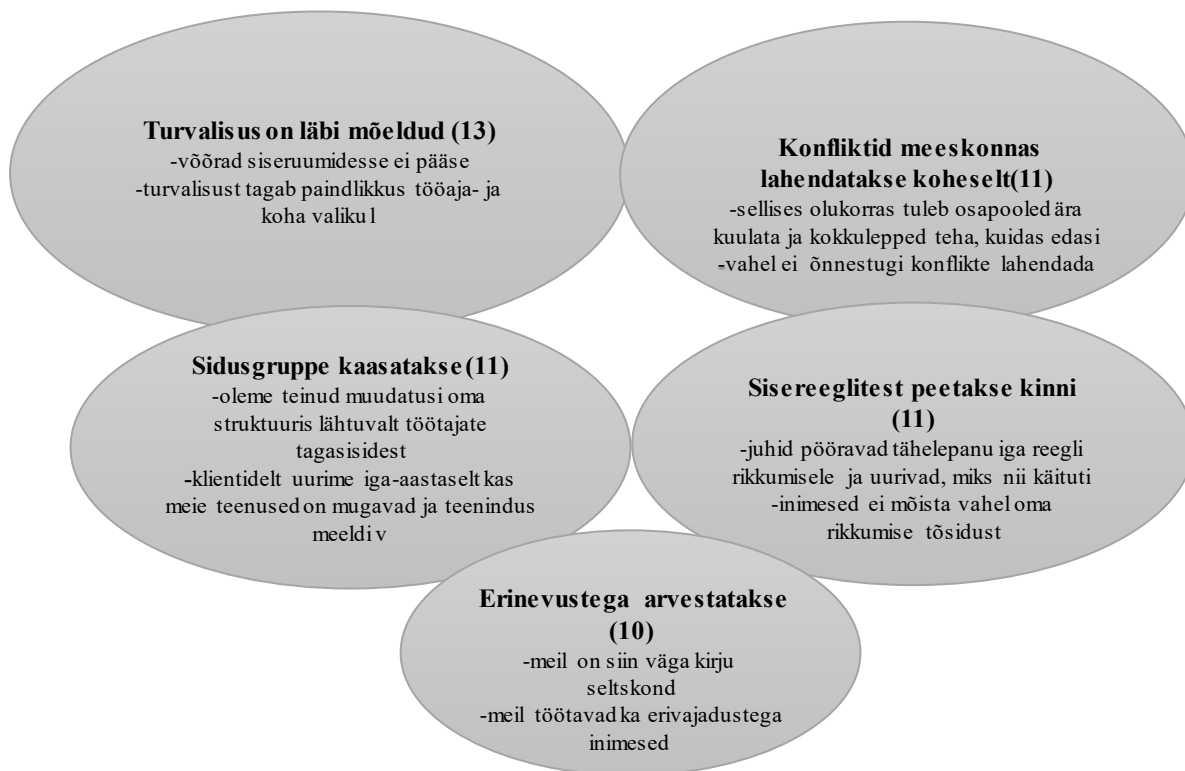 Turvalisus on läbi mõeldud (13)
-võõrad siseruumidesse ei pääse
-turvalisust tagab paindlikkus tööaja- ja
koha valikul
Konfliktid meeskonnas
lahendatakse koheselt(11)
-sellises olukorras tuleb osapooled ära
kuulata ja kokkulepped teha, kuidas edasi
-vahel ei õnnestugi konflikte lahendada
Sidusgruppe kaasatakse (11)
-oleme teinud muudatusi oma
struktuuris lähtuvalt töötajate
tagasisidest
-klientidelt uurime iga-aastaselt kas
meie teenused on mugavad ja teenindus
meeldiv
Sisereeglitest peetakse kinni
(11)
-juhid pööravad tähelepanu iga reegli
rikkumisele ja uurivad, miks nii käituti
-inimesed ei mõista vahel oma
rikkumise tõsidust
Erinevustega arvestatakse
(10)
-meil on siin väga kirju
seltskond
-meil töötavad ka erivajadustega
inimesed